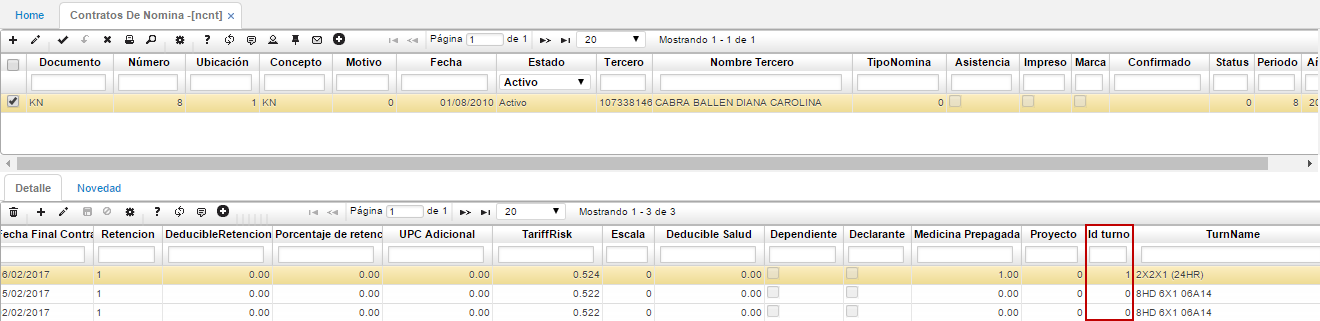 Home Contratos De Nomina -[ncnt] ×
Página 1 de 1 20 Mostrando 1 - 1 de 1
Documento Número Ubicación Concepto Motivo Fecha Estado Tercero Nombre Tercero TipoNomina Asistencia Impreso Marca Confirmado Status Periodo Añ
Activo
KN 8 1 KN 0 01/08/2010 Activo 107338146 CABRA BALLEN DIANA CAROLINA 0 0 8 20
Detalle Novedad
Página 1 de 1 20 Mostrando 1 - 3 de 3
Fecha Final Contra Retencion DeducibleRetencion Porcentaje de retenc UPC Adicional TariffRisk Escala Deducible Salud Dependiente Declarante Medicina Prepagada Proyecto Id turno TurnName
6/02/2017 1 0.00 0.00 0.00 0.524 0 0.00 1.00 0 1 2X2X1 (24HR)
5/02/2017 1 0.00 0.00 0.00 0.522 0 0.00 0.00 0 0 8HD 6X1 06A14
2/02/2017 1 0.00 0.00 0.00 0.522 0 0.00 0.00 0 0 8HD 6X1 06A14